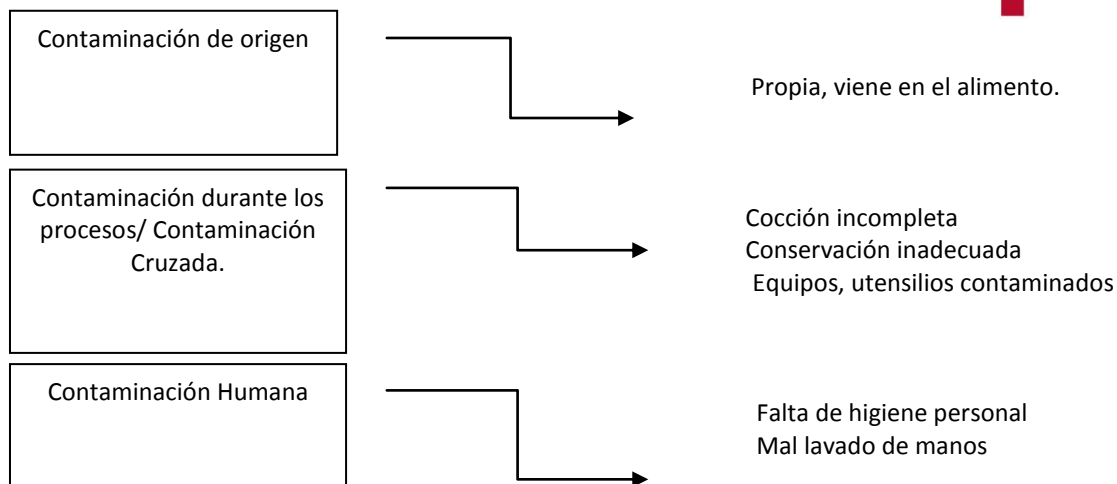 Contaminación de origen
Propia, viene en el alimento.
Contaminación durante los
procesos/ Contaminación
Cruzada.
Cocción incompleta
Conservación inadecuada
Equipos, utensilios contaminados
Contaminación Humana
Falta de higiene personal
Mal lavado de manos